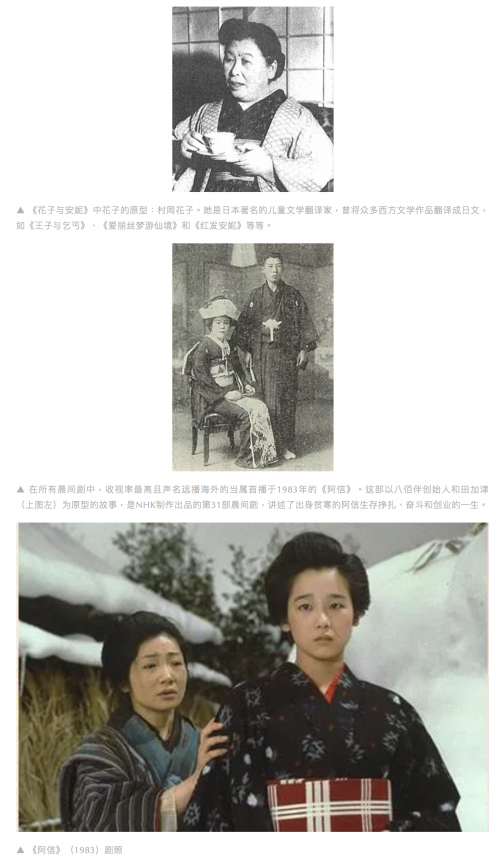 ▲ 《花子与安妮》中花子的原型：村岡花子。她是日本著名的儿童文学翻译家，曾将众多西方文学作品翻译成日文，
如《王子与乞丐》、《爱丽丝梦游仙境》和《红发安妮》等等。
▲ 在所有晨间剧中，收视率最高且声名远播海外的当属首播于1983年的《阿信》。这部以八佰伴创始人和田加津
（上图左）为原型的故事，是NHK制作出品的第31部晨间剧，讲述了出身贫寒的阿信生存挣扎、奋斗和创业的一生。
▲ 《阿信》（1983）剧照